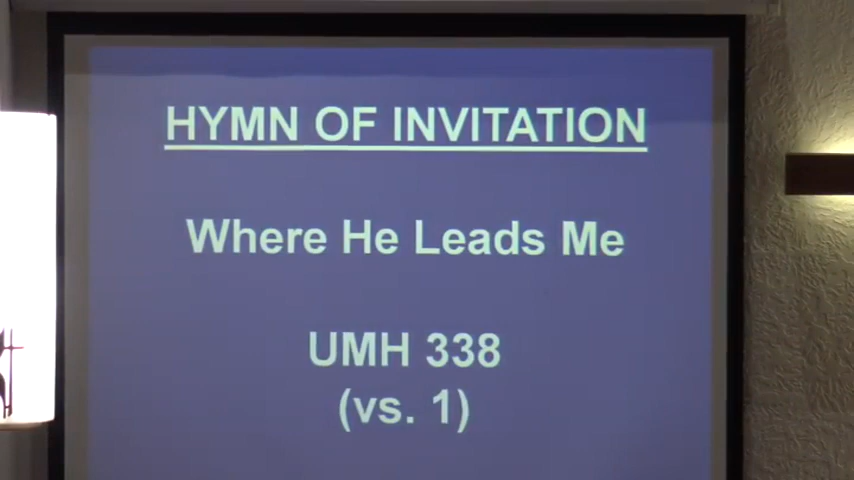 HYMN OF INVITATION
Where He Leads Me
UMH 338
(vs. 1)